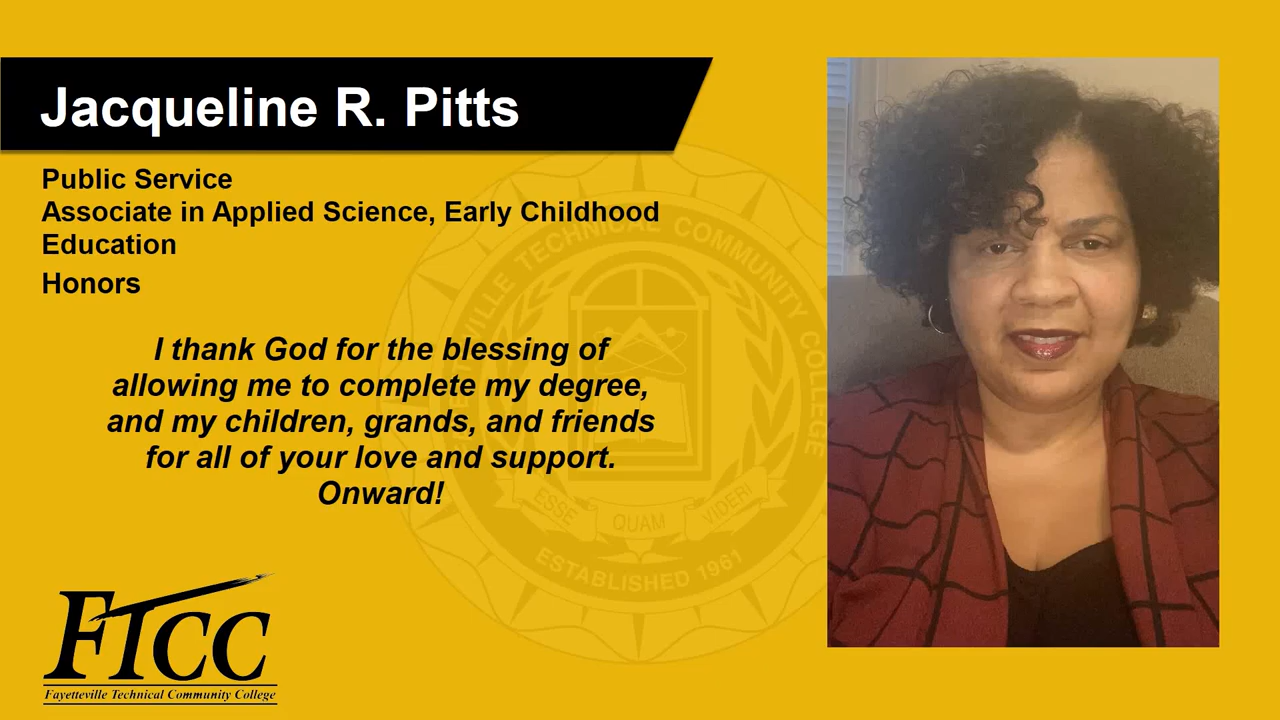 Jacqueline R. Pitts
Public Service
Associate in Applied Science, Early Childhood
Education
Honors
I thank God for the blessing of
allowing me to complete my degree,
and my children, grands, and friends
for all of your love and support.
Onward!
FAYETTEVILLE TECHNICAL COMMUNITY COLLEGE
ESSE QUAM VIDERI
ESTABLISHED 1961
FTCC
Fayetteville Technical Community College